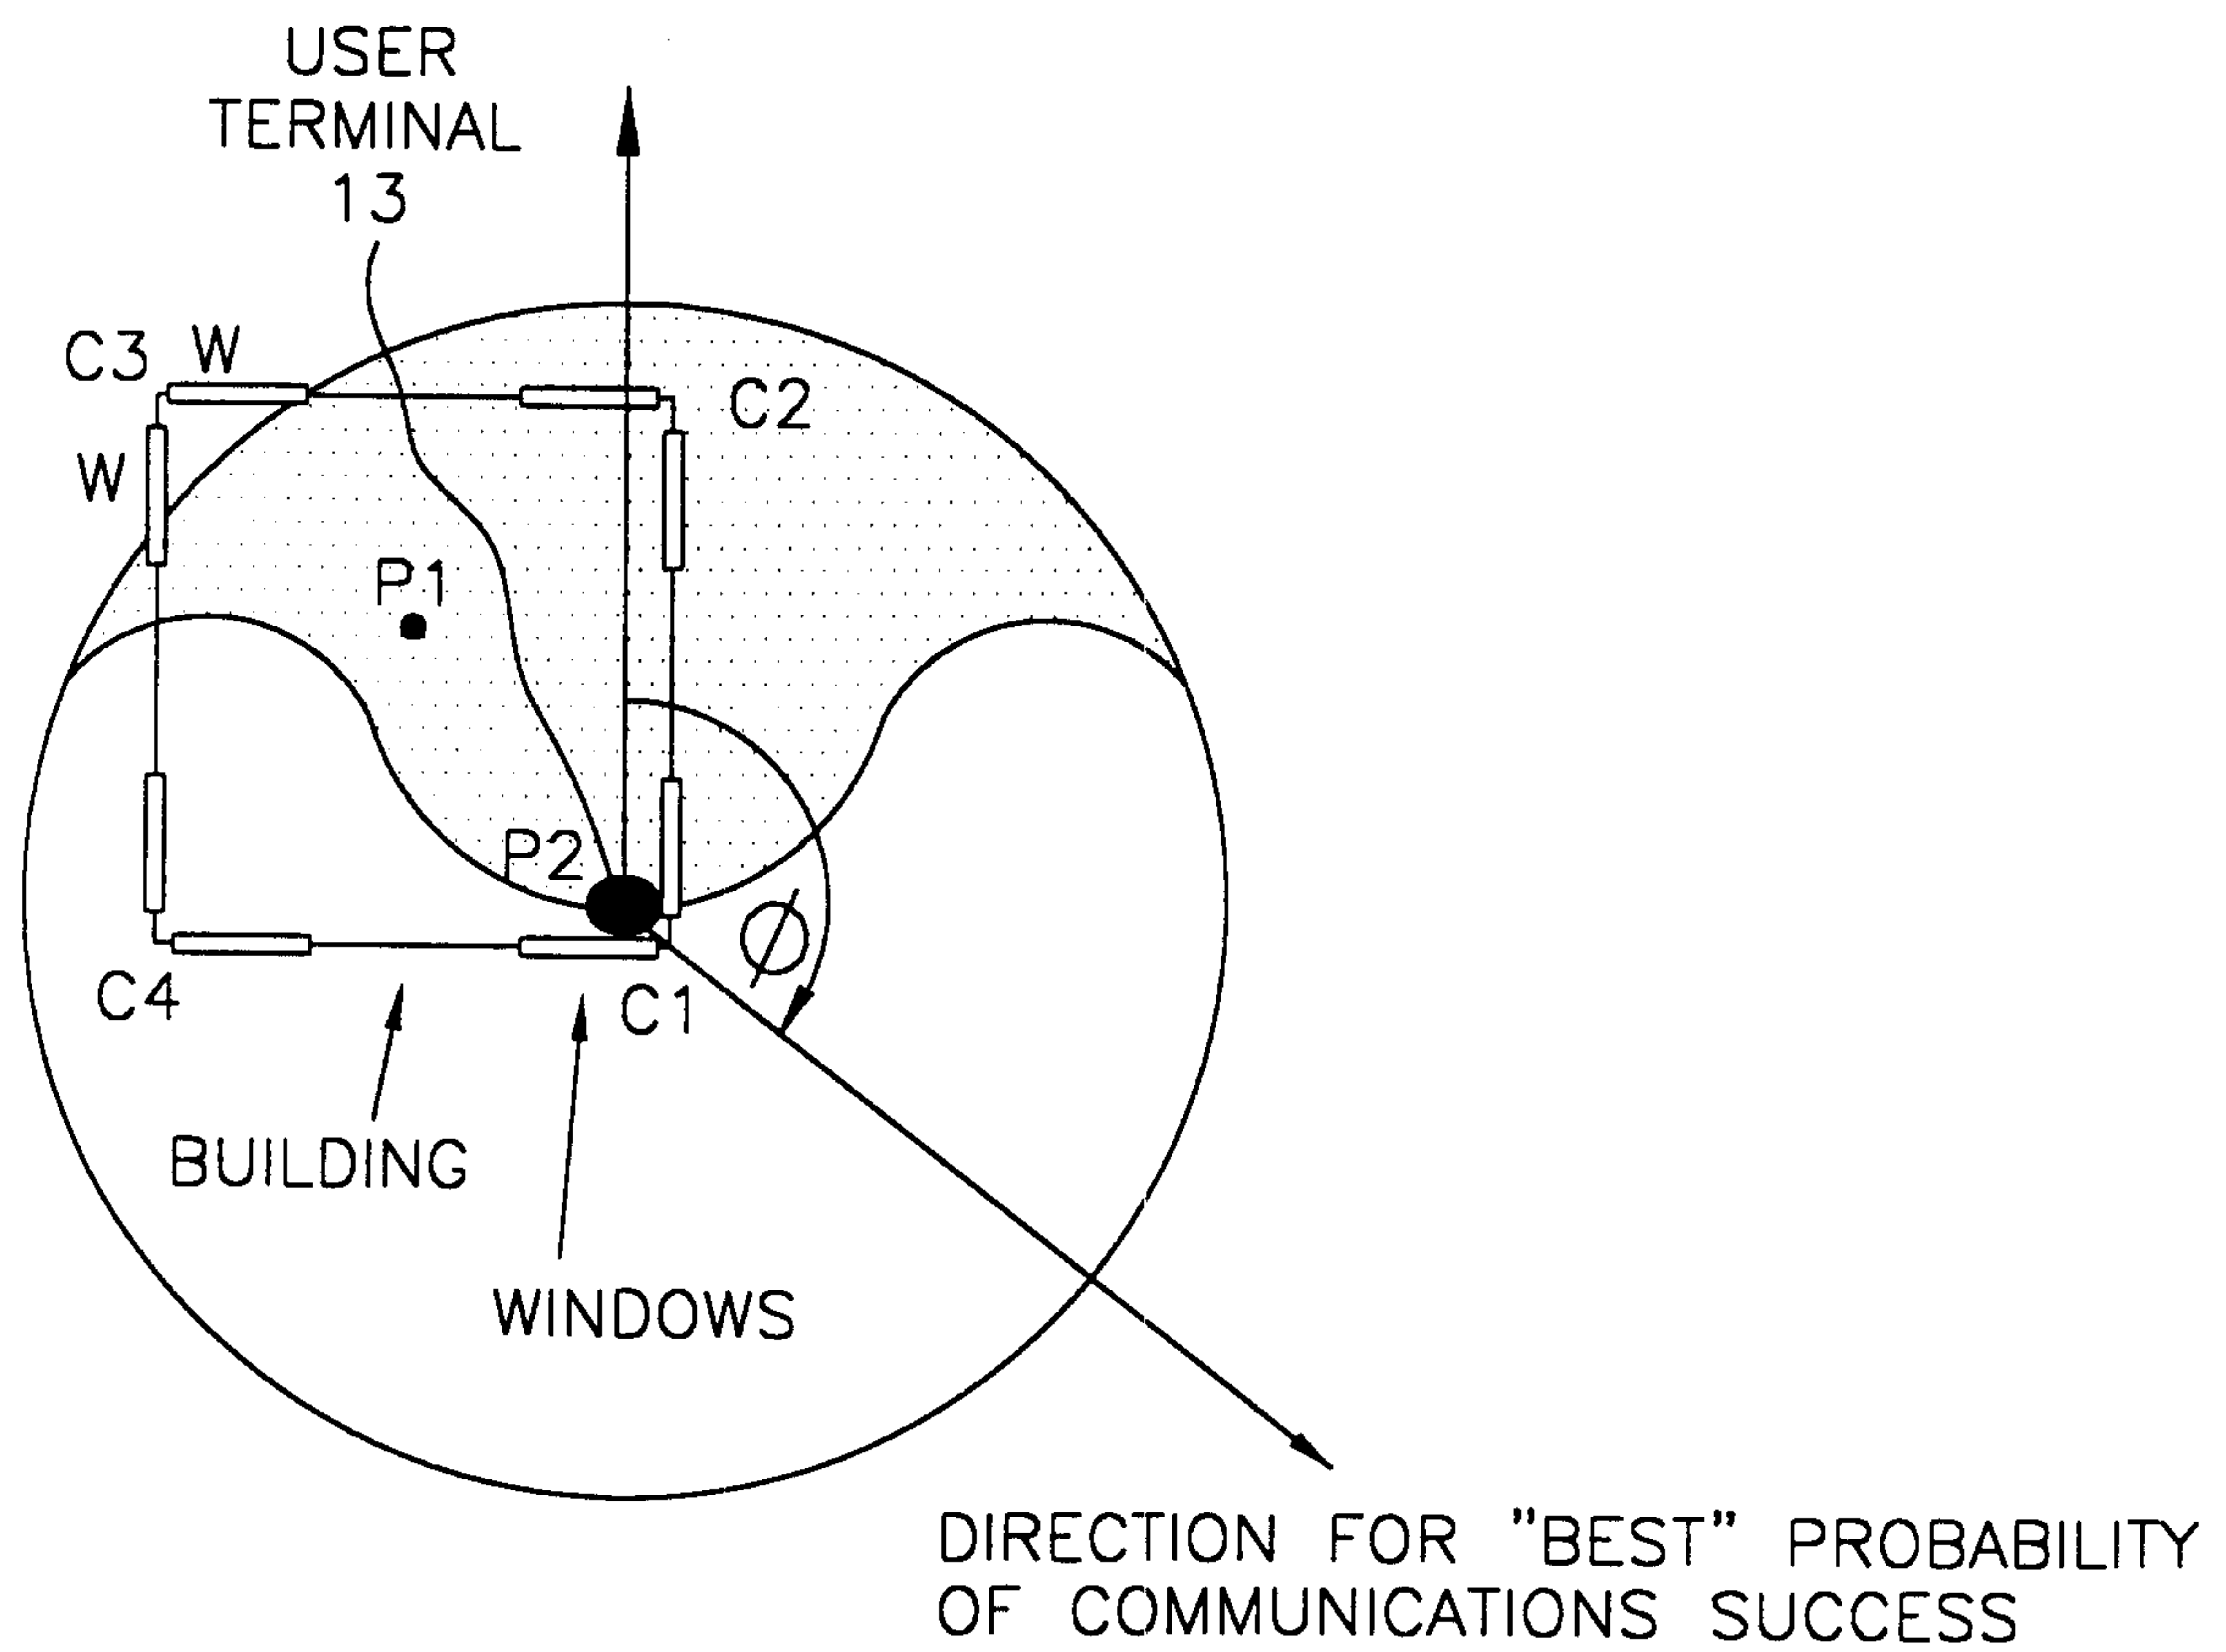 USER
TERMINAL
13
C3 W
C2
W
P1
P2
Ø
C4
C1
BUILDING
WINDOWS
DIRECTION FOR "BEST" PROBABILITY
OF COMMUNICATIONS SUCCESS